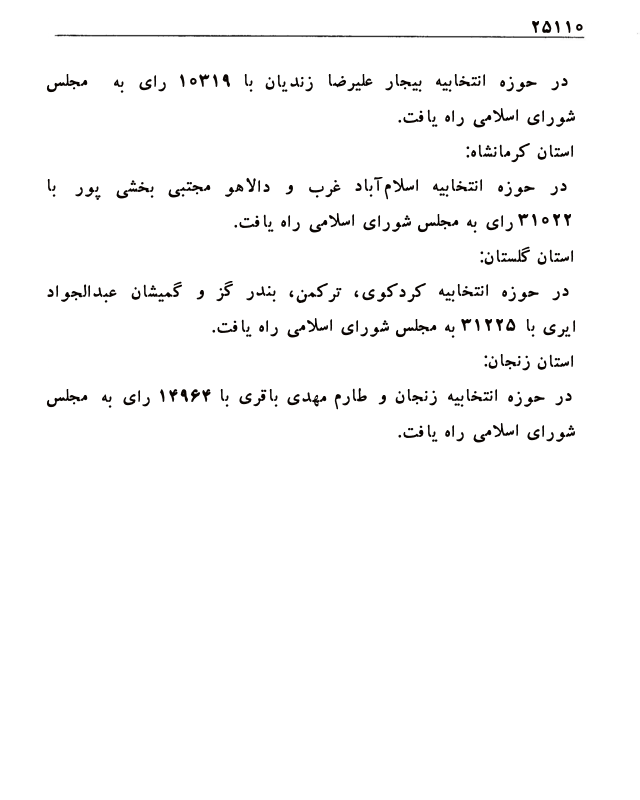 ۲۵۱۱۰
در حوزه انتخابیه بیجار علیرضا زندیان با ۱۰۳۱۹ رای به مجلس
شورای اسلامی راه یافت.
استان کرمانشاه:
در حوزه انتخابیه اسلام‌آباد غرب و دالاهو مجتبی بخشی پور با
۳۱۰۲۲ رای به مجلس شورای اسلامی راه یافت.
استان گلستان:
در حوزه انتخابیه کردکوی، ترکمن، بندر گز و گمیشان عبدالجواد
ایری با ۳۱۲۲۵ به مجلس شورای اسلامی راه یافت.
استان زنجان:
در حوزه انتخابیه زنجان و طارم مهدی باقری با ۱۴۹۶۴ رای به مجلس
شورای اسلامی راه یافت.